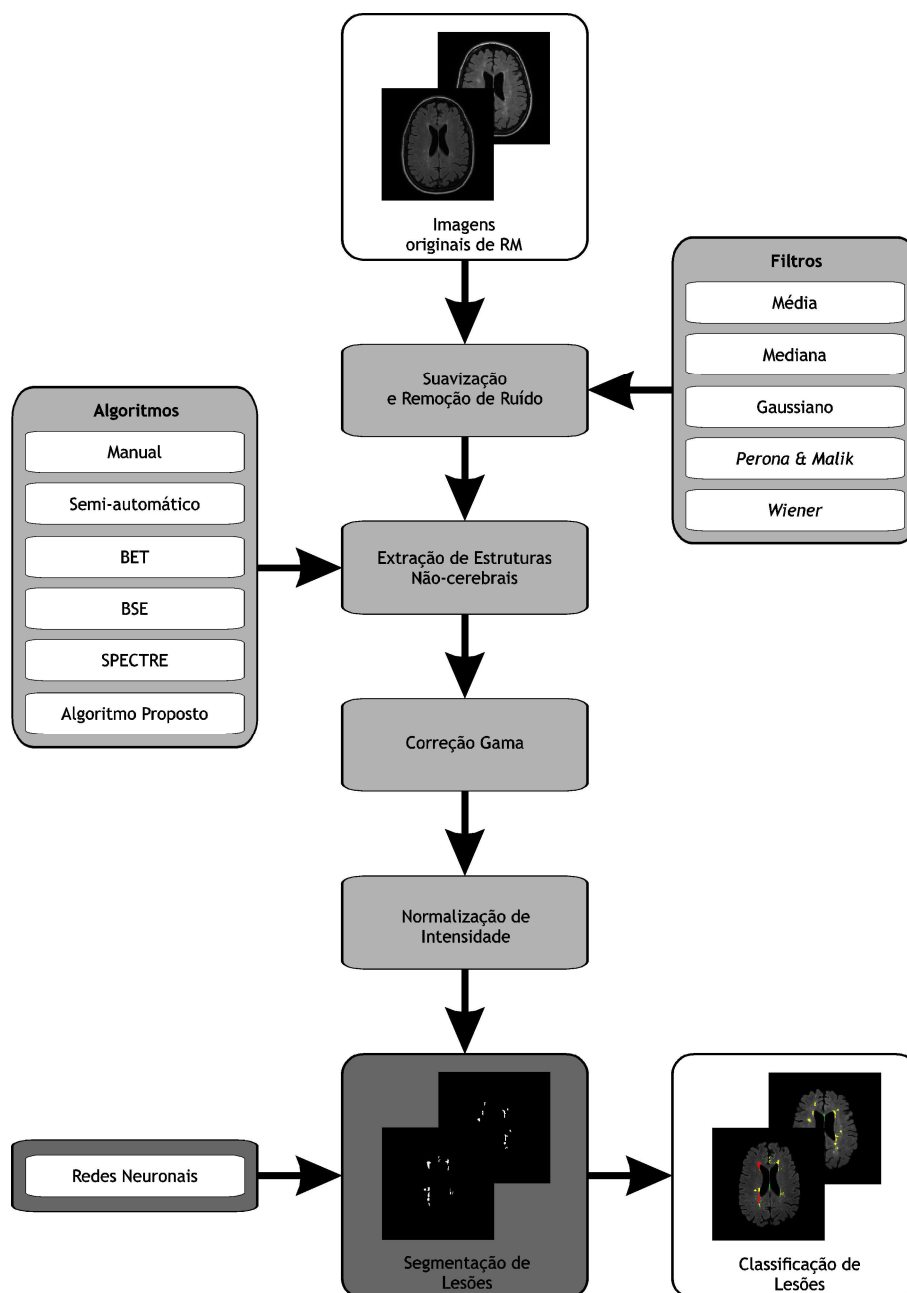 Imagens
originais de RM
Filtros
Média
Mediana
Gaussiano
Perona & Malik
Wiener
Suavização
e Remoção de Ruído
Algoritmos
Manual
Semi-automático
BET
BSE
SPECTRE
Algoritmo Proposto
Extração de Estruturas
Não-cerebrais
Correção Gama
Normalização de
Intensidade
Redes Neuronais
Segmentação de
Lesões
Classificação de
Lesões